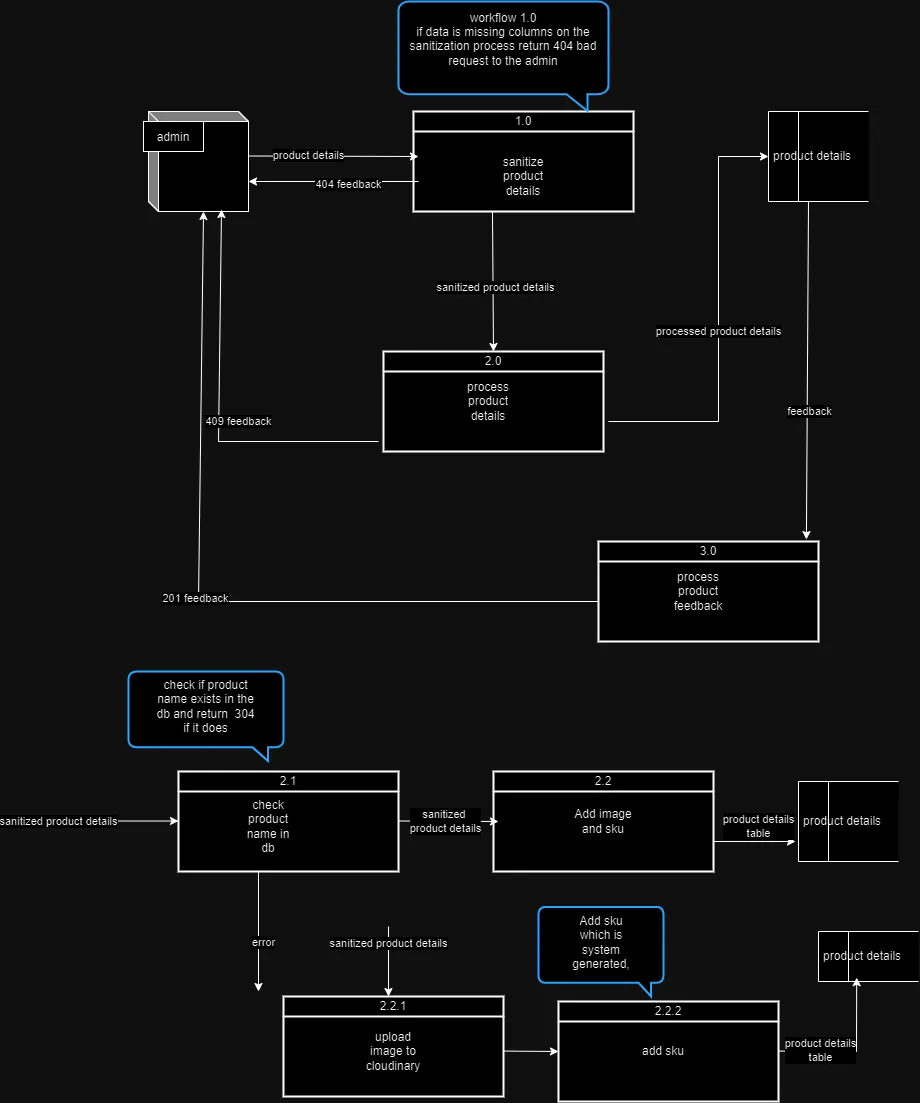 workflow 1.0
if data is missing columns on the
sanitization process return 404 bad
request to the admin
1.0
admin
product details
404 feedback
sanitize
product
details
product details
sanitized product details
processed product details
2.0
process
product
details
409 feedback
feedback
3.0
process
product
feedback
201 feedback
check if product
name exists in the
db and return  304
if it does
2.1
check
product
name in
db
sanitized product details
sanitized
product details
2.2
Add image
and sku
product details
table
product details
error
sanitized product details
Add sku
which is
system
generated,
product details
2.2.1
upload
image to
cloudinary
2.2.2
add sku
product details
table